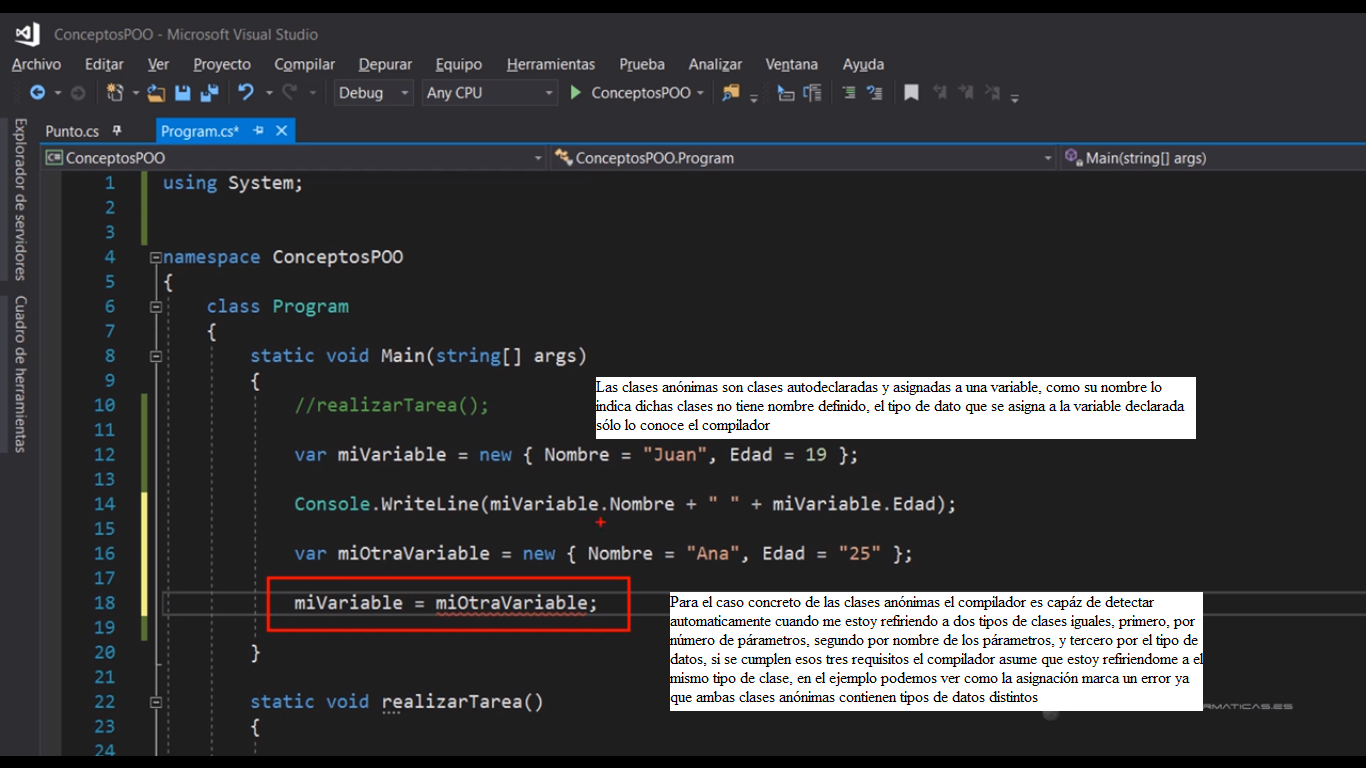 ConceptosPOO - Microsoft Visual Studio
Archivo Editar Ver Proyecto Compilar Depurar Equipo Herramientas Prueba Analizar Ventana Ayuda
Debug Any CPU ConceptosPOO
Explorador de servidores
Cuadro de herramientas
Punto.cs Program.cs*
C# ConceptosPOO ConceptosPOO.Program Main(string[] args)
1 using System;
2
3
4 namespace ConceptosPOO
5 {
6 class Program
7 {
8 static void Main(string[] args)
9 {
10 //realizarTarea();
11
12 var miVariable = new { Nombre = "Juan", Edad = 19 };
13
14 Console.WriteLine(miVariable.Nombre + " " + miVariable.Edad);
15
16 var miOtraVariable = new { Nombre = "Ana", Edad = "25" };
17
18 miVariable = miOtraVariable;
19
20 }
21
22 static void realizarTarea()
23 {
24
Las clases anónimas son clases autodeclaradas y asignadas a una variable, como su nombre lo
indica dichas clases no tiene nombre definido, el tipo de dato que se asigna a la variable declarada
sólo lo conoce el compilador
Para el caso concreto de las clases anónimas el compilador es capáz de detectar
automaticamente cuando me estoy refiriendo a dos tipos de clases iguales, primero, por
número de párametros, segundo por nombre de los párametros, y tercero por el tipo de
datos, si se cumplen esos tres requisitos el compilador asume que estoy refiriendome a el
mismo tipo de clase, en el ejemplo podemos ver como la asignación marca un error ya
que ambas clases anónimas contienen tipos de datos distintos
RMATICAS.ES